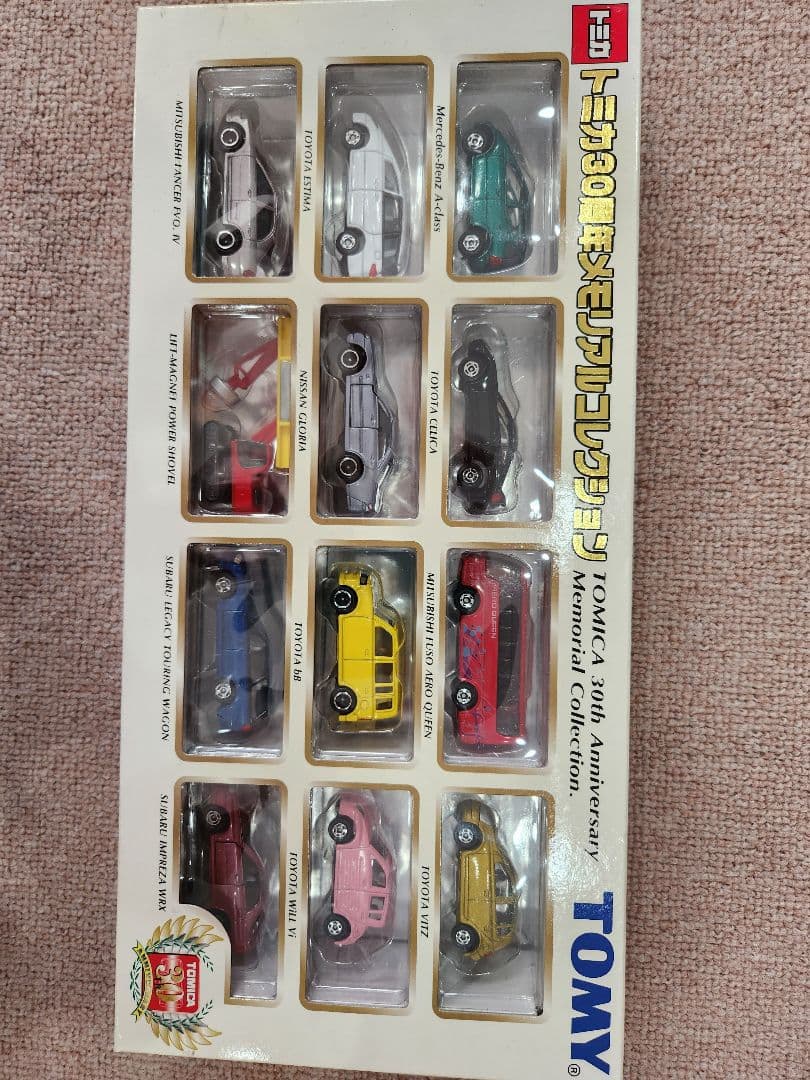 トミカ
トミカ30周年メモリアルコレクション
TOMICA 30th Anniversary
Memorial Collection.
TOMY®
Mercedes-Benz A-class
TOYOTA CELICA
MITSUBISHI FUSO AERO QUEEN
TOYOTA VITZ
TOYOTA ESTIMA
NISSAN GLORIA
TOYOTA bB
TOYOTA WiLL Vi
MITSUBISHI LANCER EVO. IV
LIFT-MAGNET POWER SHOVEL
SUBARU LEGACY TOURING WAGON
SUBARU IMPREZA WRX
AERO QUEEN
TOMICA
30th